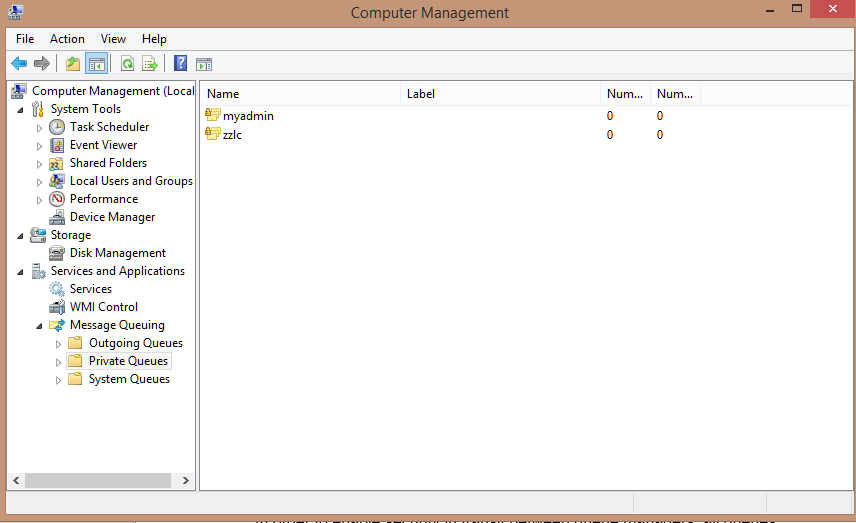 Computer Management
File Action View Help
Computer Management (Local
System Tools
Task Scheduler
Event Viewer
Shared Folders
Local Users and Groups
Performance
Device Manager
Storage
Disk Management
Services and Applications
Services
WMI Control
Message Queuing
Outgoing Queues
Private Queues
System Queues
Name Label Num... Num...
myadmin 0 0
zzlc 0 0